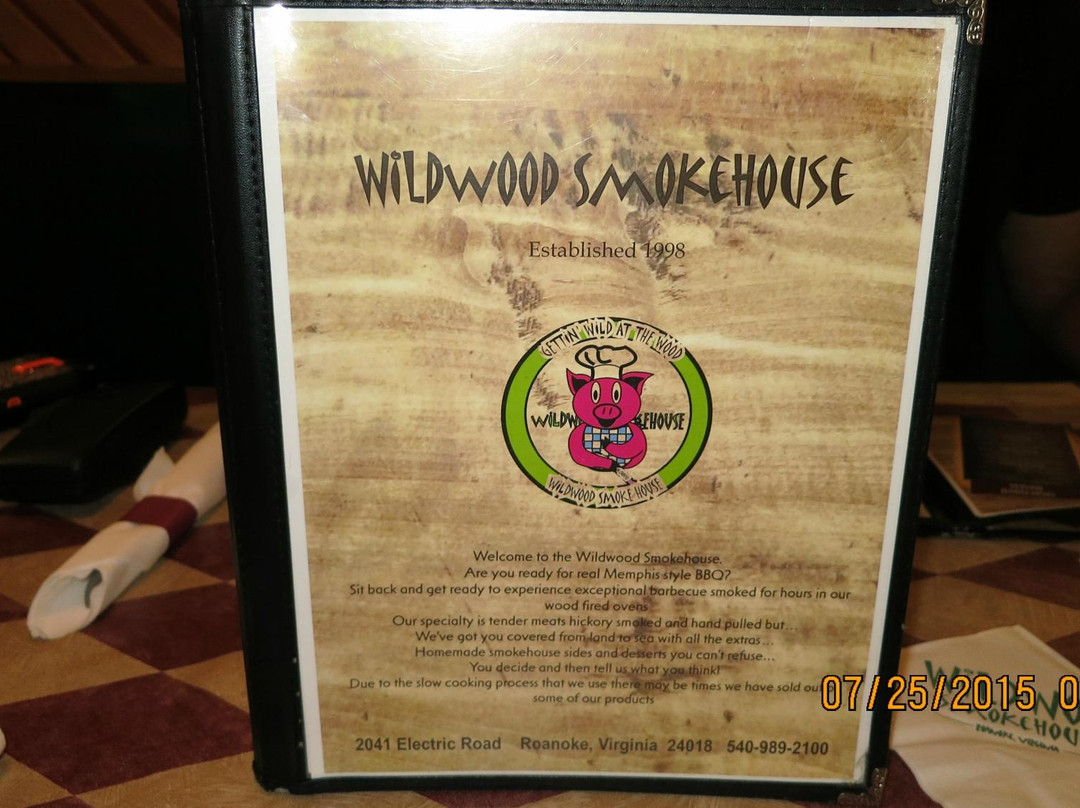 WILDWOOD SMOKEHOUSE
Established 1998
GETTIN' WILD AT THE WOOD
WILDW EHOUSE
WILDWOOD SMOKE HOUSE
Welcome to the Wildwood Smokehouse.
Are you ready for real Memphis style BBQ?
Sit back and get ready to experience exceptional barbecue smoked for hours in our
wood fired ovens
Our specialty is tender meats hickory smoked and hand pulled but...
We've got you covered from land to sea with all the extras...
Homemade smokehouse sides and desserts you can't refuse...
You decide and then tell us what you think!
Due to the slow cooking process that we use there may be times we have sold out
some of our products
2041 Electric Road Roanoke, Virginia 24018 540-989-2100
07/25/2015 0
SMOKEHOU